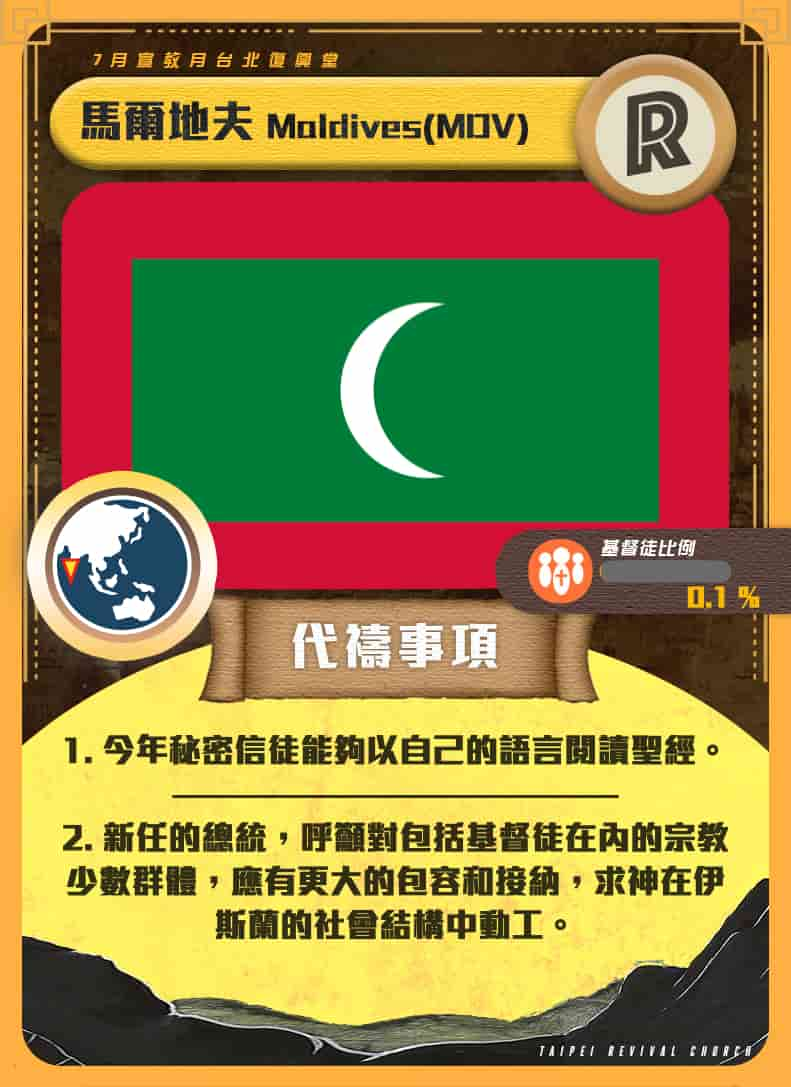 7月宣教月台北復興堂
馬爾地夫 Maldives(MDV)
R
基督徒比例
0.1 %
代禱事項
1. 今年秘密信徒能夠以自己的語言閱讀聖經。
2. 新任的總統，呼籲對包括基督徒在內的宗教
少數群體，應有更大的包容和接納，求神在伊
斯蘭的社會結構中動工。
TAIPEI REVIVAL CHURCH